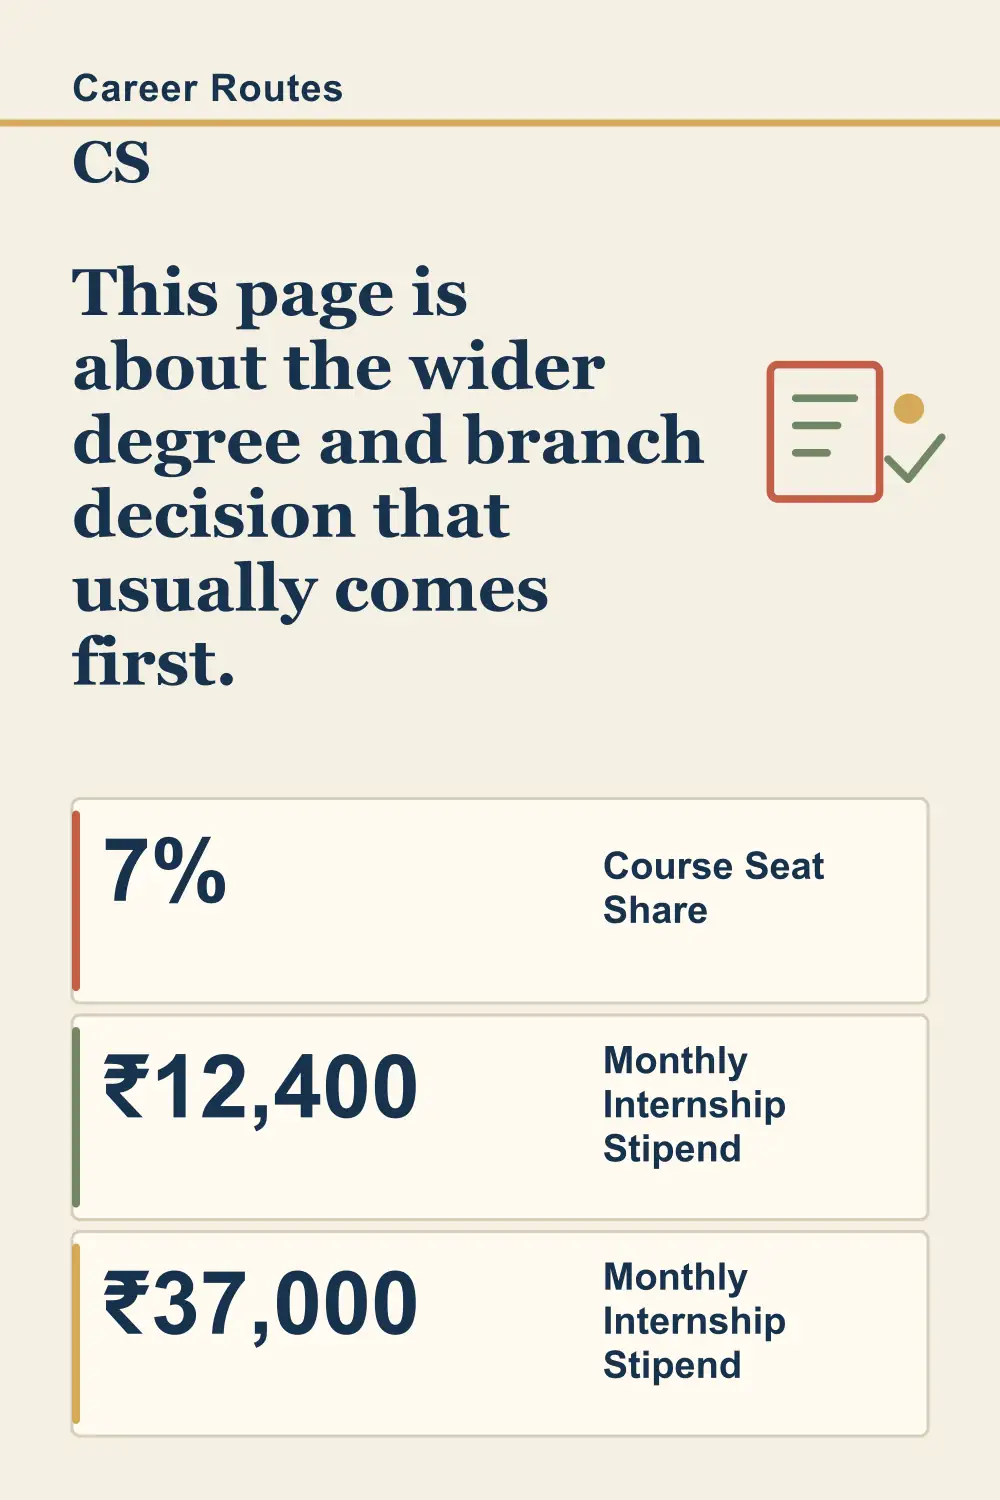 Career Routes
CS
This page is
about the wider
degree and branch
decision that
usually comes
first.
7%
Course Seat
Share
₹12,400
Monthly
Internship
Stipend
₹37,000
Monthly
Internship
Stipend